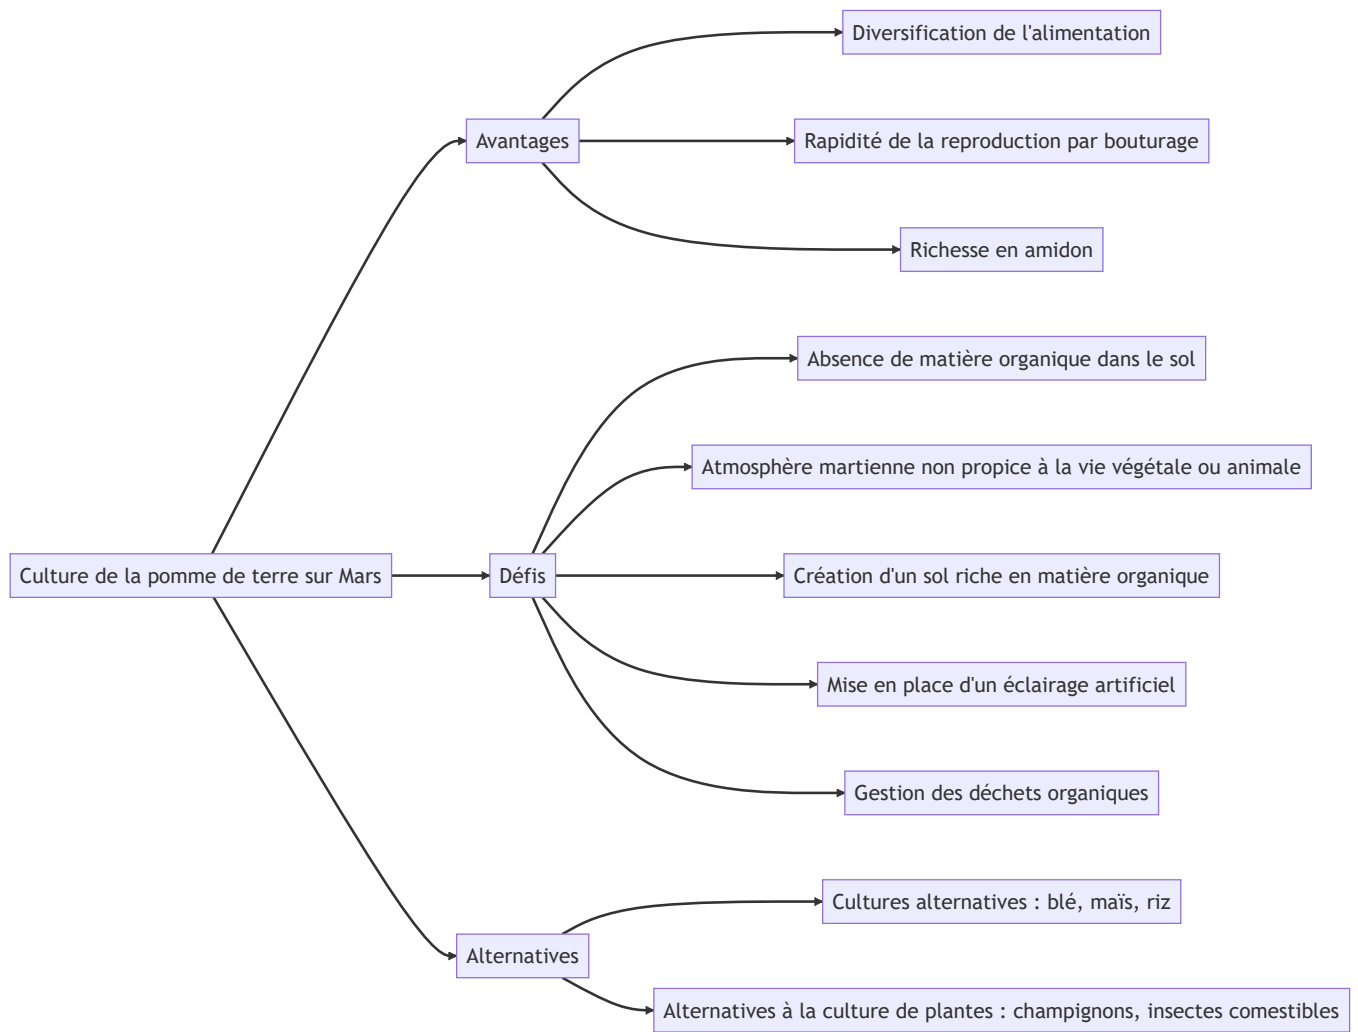 Culture de la pomme de terre sur Mars
Avantages
Diversification de l'alimentation
Rapidité de la reproduction par bouturage
Richesse en amidon
Défis
Absence de matière organique dans le sol
Atmosphère martienne non propice à la vie végétale ou animale
Création d'un sol riche en matière organique
Mise en place d'un éclairage artificiel
Gestion des déchets organiques
Alternatives
Cultures alternatives : blé, maïs, riz
Alternatives à la culture de plantes : champignons, insectes comestibles